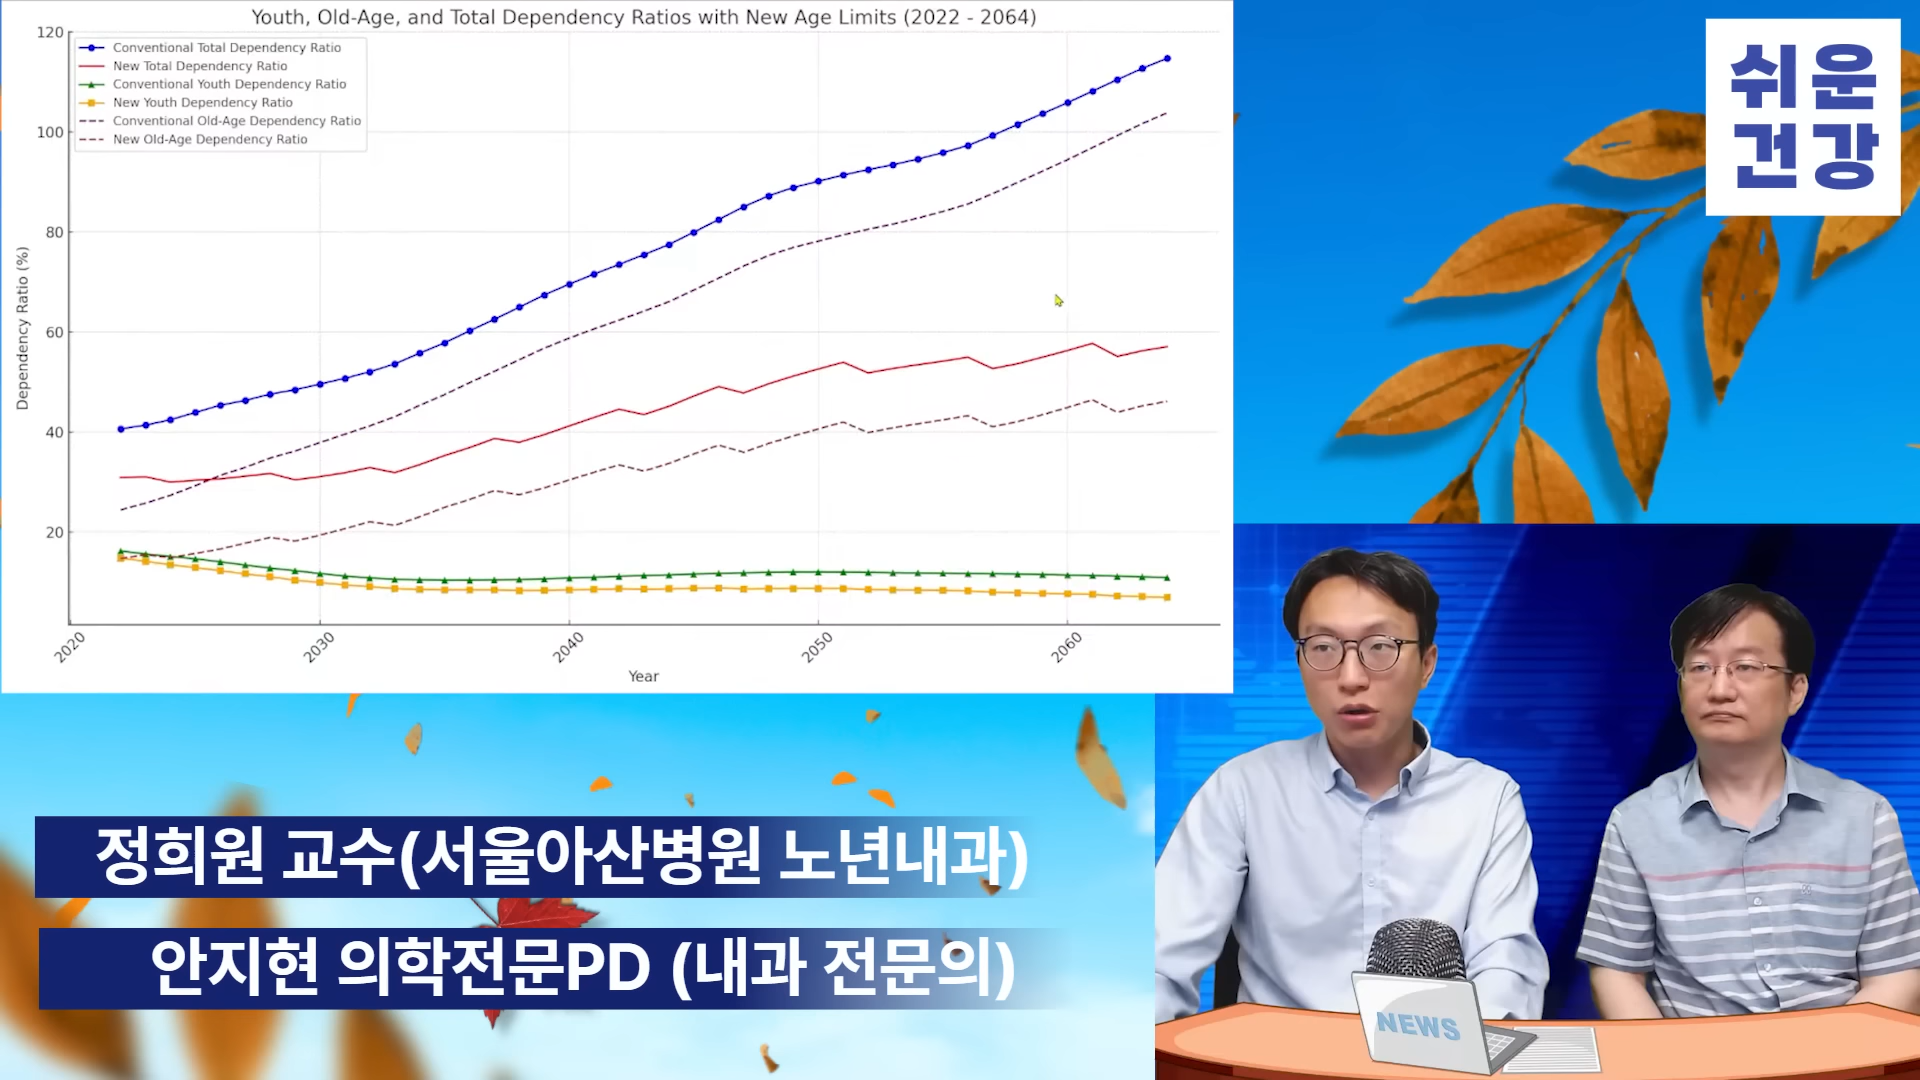 Youth, Old-Age, and Total Dependency Ratios with New Age Limits (2022 - 2064)
Conventional Total Dependency Ratio
New Total Dependency Ratio
Conventional Youth Dependency Ratio
New Youth Dependency Ratio
Conventional Old-Age Dependency Ratio
New Old-Age Dependency Ratio
120
100
80
60
40
20
Dependency Ratio (%)
2020
2030
2040
2050
2060
Year
쉬운
건강
정희원 교수(서울아산병원 노년내과)
안지현 의학전문PD (내과 전문의)
NEWS